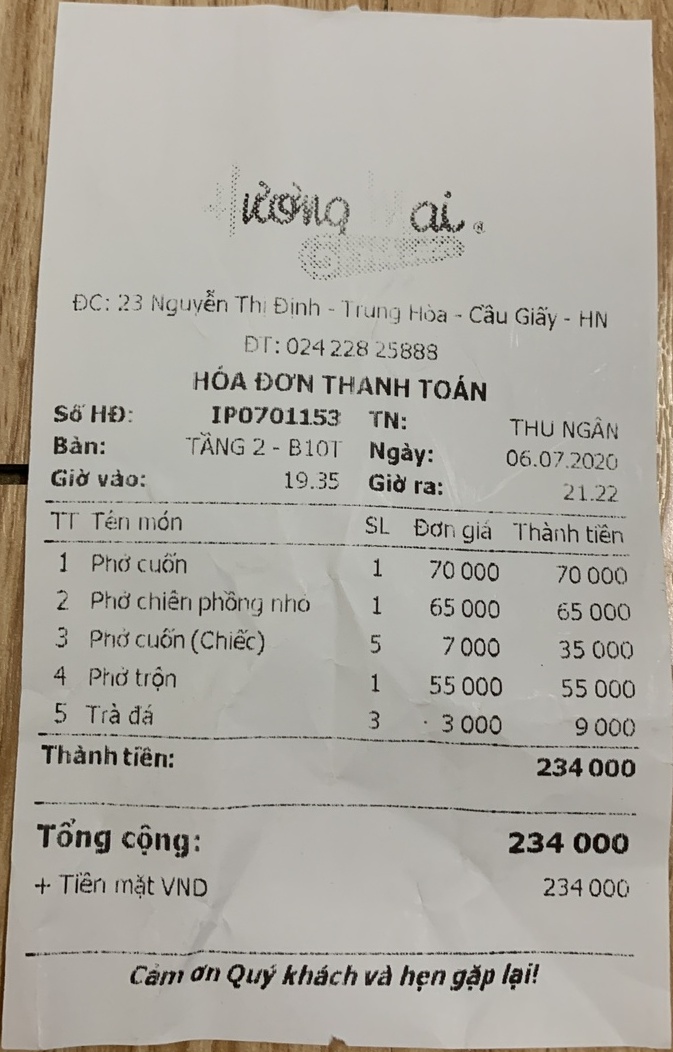 Hường Mai ®
ĐC: 23 Nguyễn Thị Định - Trung Hòa - Cầu Giấy - HN
ĐT: 024 228 25888
HÓA ĐƠN THANH TOÁN
Số HĐ: IP0701153 TN: THU NGÂN
Bàn: TẦNG 2 - B10T Ngày: 06.07.2020
Giờ vào: 19.35 Giờ ra: 21.22
TT Tên món SL Đơn giá Thành tiền
1 Phở cuốn 1 70 000 70 000
2 Phở chiên phồng nhỏ 1 65 000 65 000
3 Phở cuốn (Chiếc) 5 7 000 35 000
4 Phở trộn 1 55 000 55 000
5 Trà đá 3 3 000 9 000
Thành tiền: 234 000
Tổng cộng: 234 000
+ Tiền mặt VND 234 000
Cảm ơn Quý khách và hẹn gặp lại!